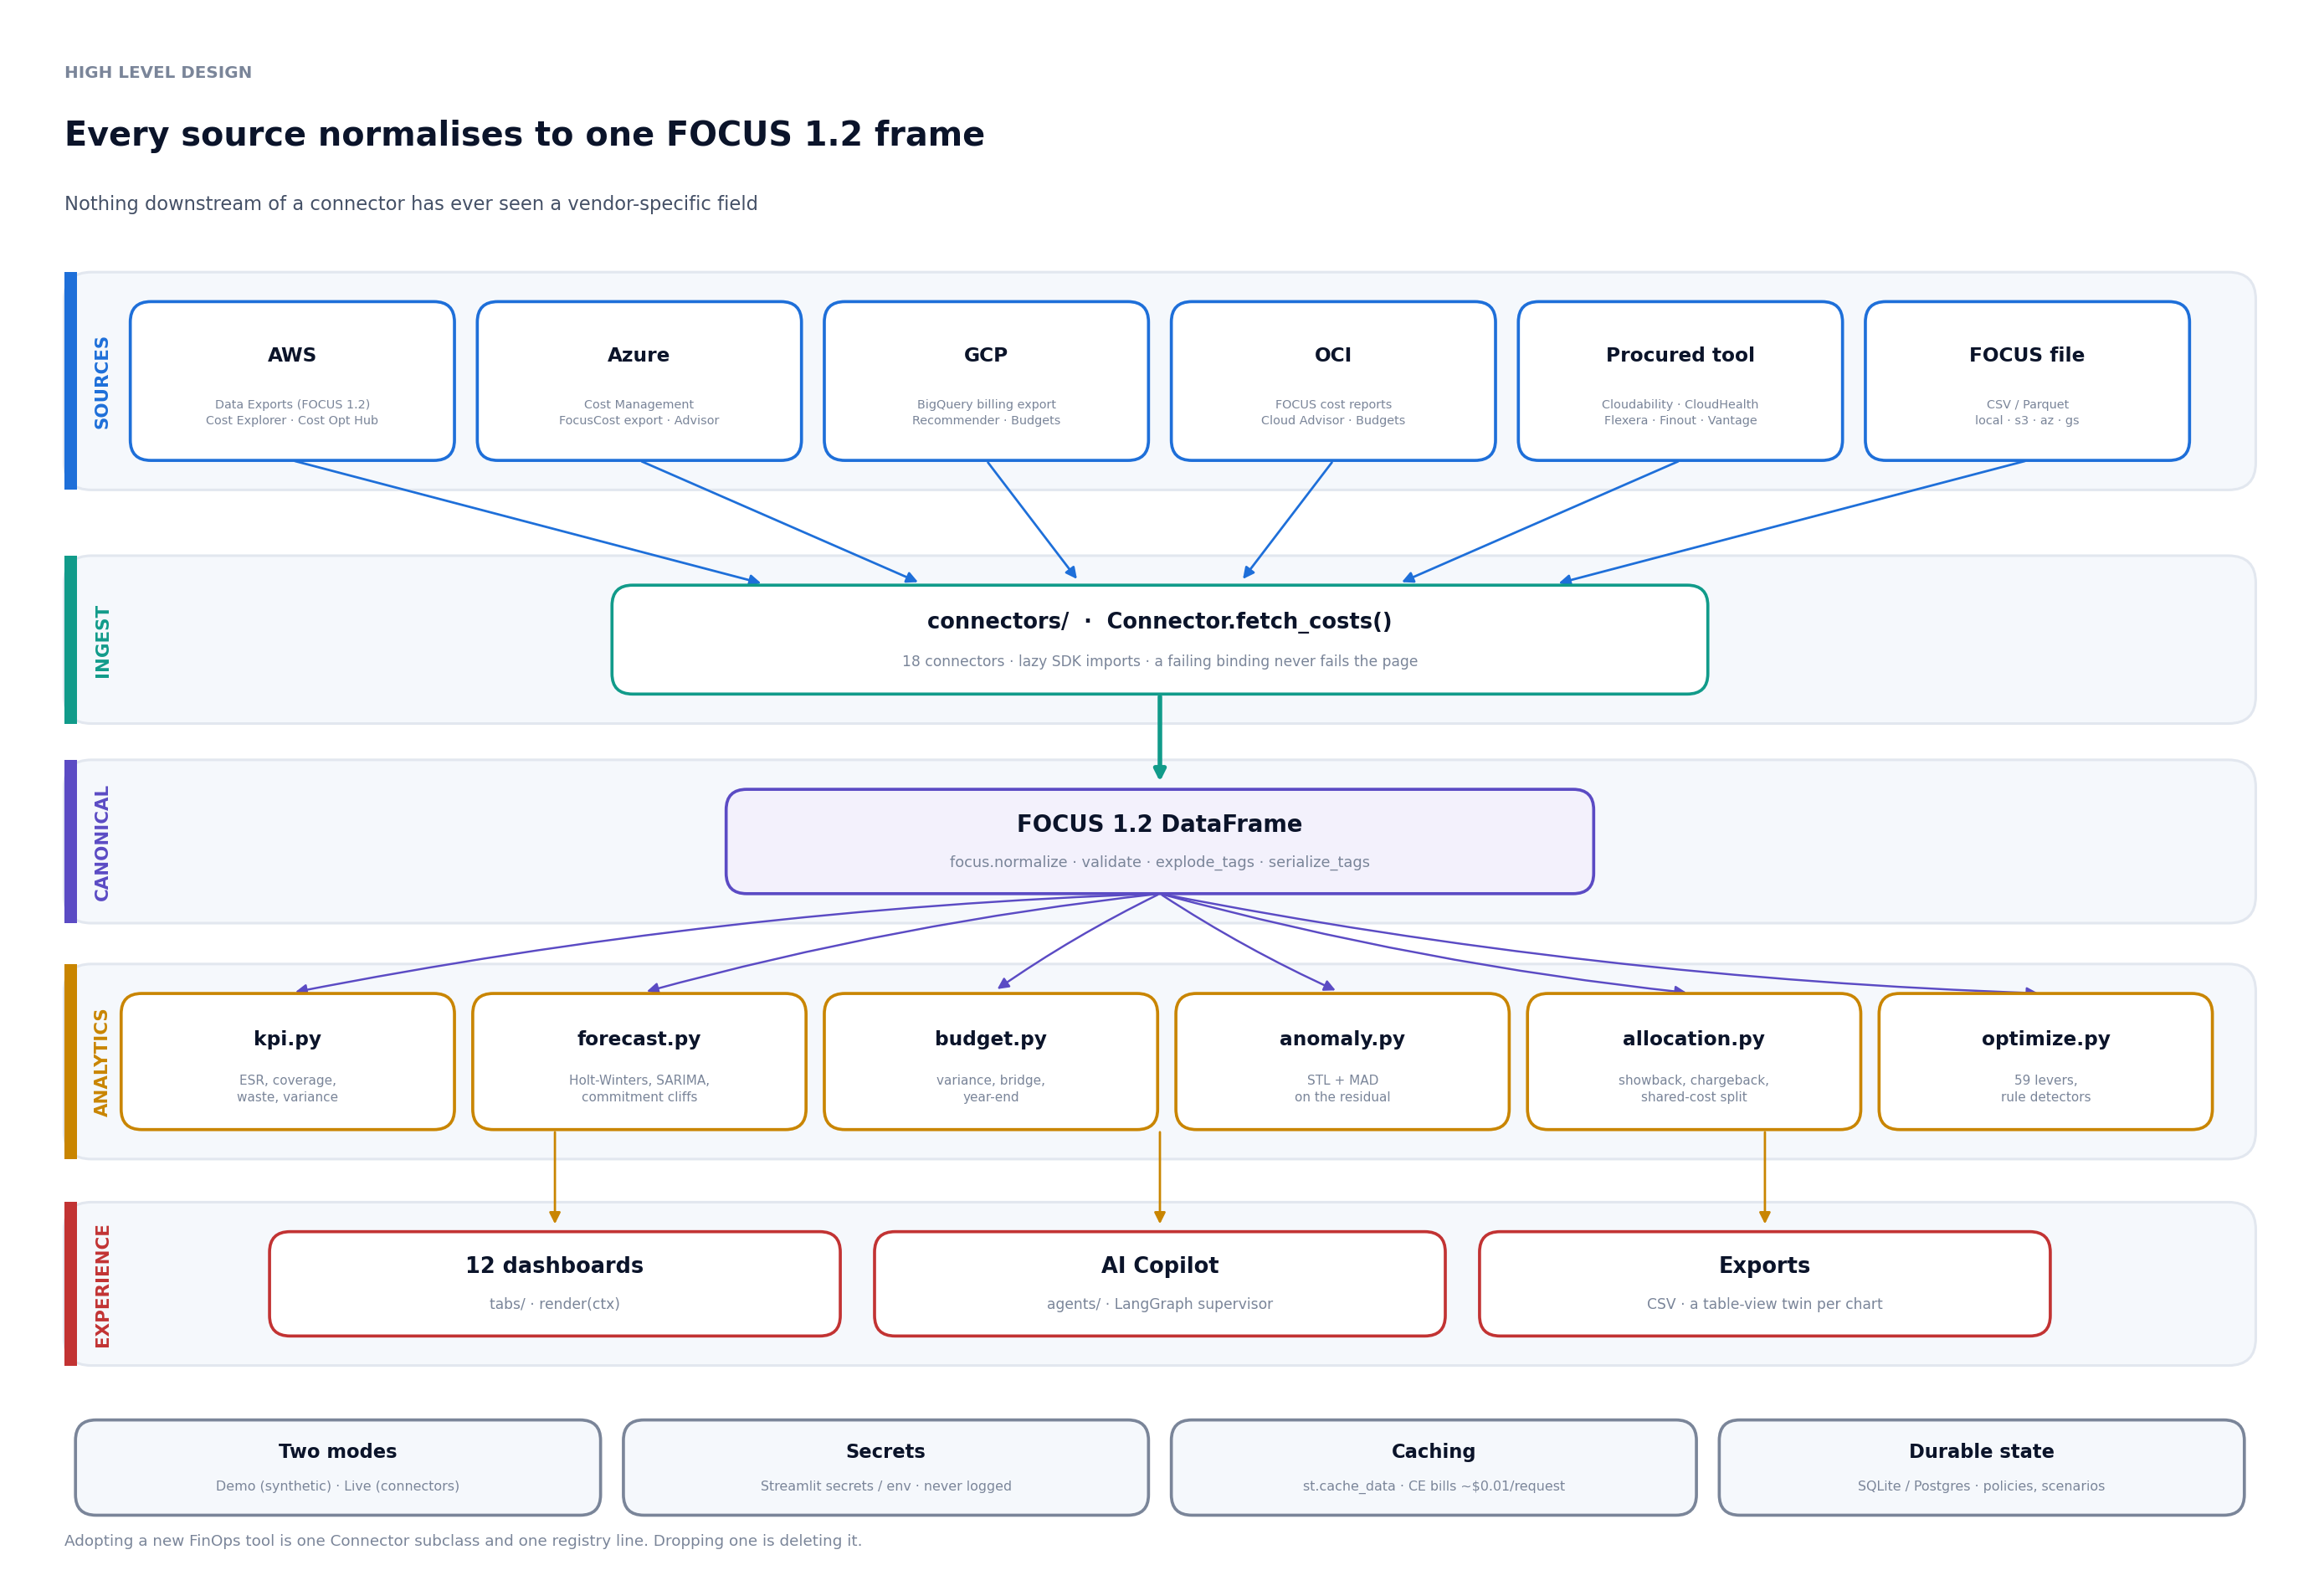 HIGH LEVEL DESIGN
Every source normalises to one FOCUS 1.2 frame
Nothing downstream of a connector has ever seen a vendor-specific field
SOURCES
AWS
Data Exports (FOCUS 1.2)
Cost Explorer · Cost Opt Hub
Azure
Cost Management
FocusCost export · Advisor
GCP
BigQuery billing export
Recommender · Budgets
OCI
FOCUS cost reports
Cloud Advisor · Budgets
Procured tool
Cloudability · CloudHealth
Flexera · Finout · Vantage
FOCUS file
CSV / Parquet
local · s3 · az · gs
INGEST
connectors/ · Connector.fetch_costs()
18 connectors · lazy SDK imports · a failing binding never fails the page
CANONICAL
FOCUS 1.2 DataFrame
focus.normalize · validate · explode_tags · serialize_tags
ANALYTICS
kpi.py
ESR, coverage,
waste, variance
forecast.py
Holt-Winters, SARIMA,
commitment cliffs
budget.py
variance, bridge,
year-end
anomaly.py
STL + MAD
on the residual
allocation.py
showback, chargeback,
shared-cost split
optimize.py
59 levers,
rule detectors
EXPERIENCE
12 dashboards
tabs/ · render(ctx)
AI Copilot
agents/ · LangGraph supervisor
Exports
CSV · a table-view twin per chart
Two modes
Demo (synthetic) · Live (connectors)
Secrets
Streamlit secrets / env · never logged
Caching
st.cache_data · CE bills ~$0.01/request
Durable state
SQLite / Postgres · policies, scenarios
Adopting a new FinOps tool is one Connector subclass and one registry line. Dropping one is deleting it.